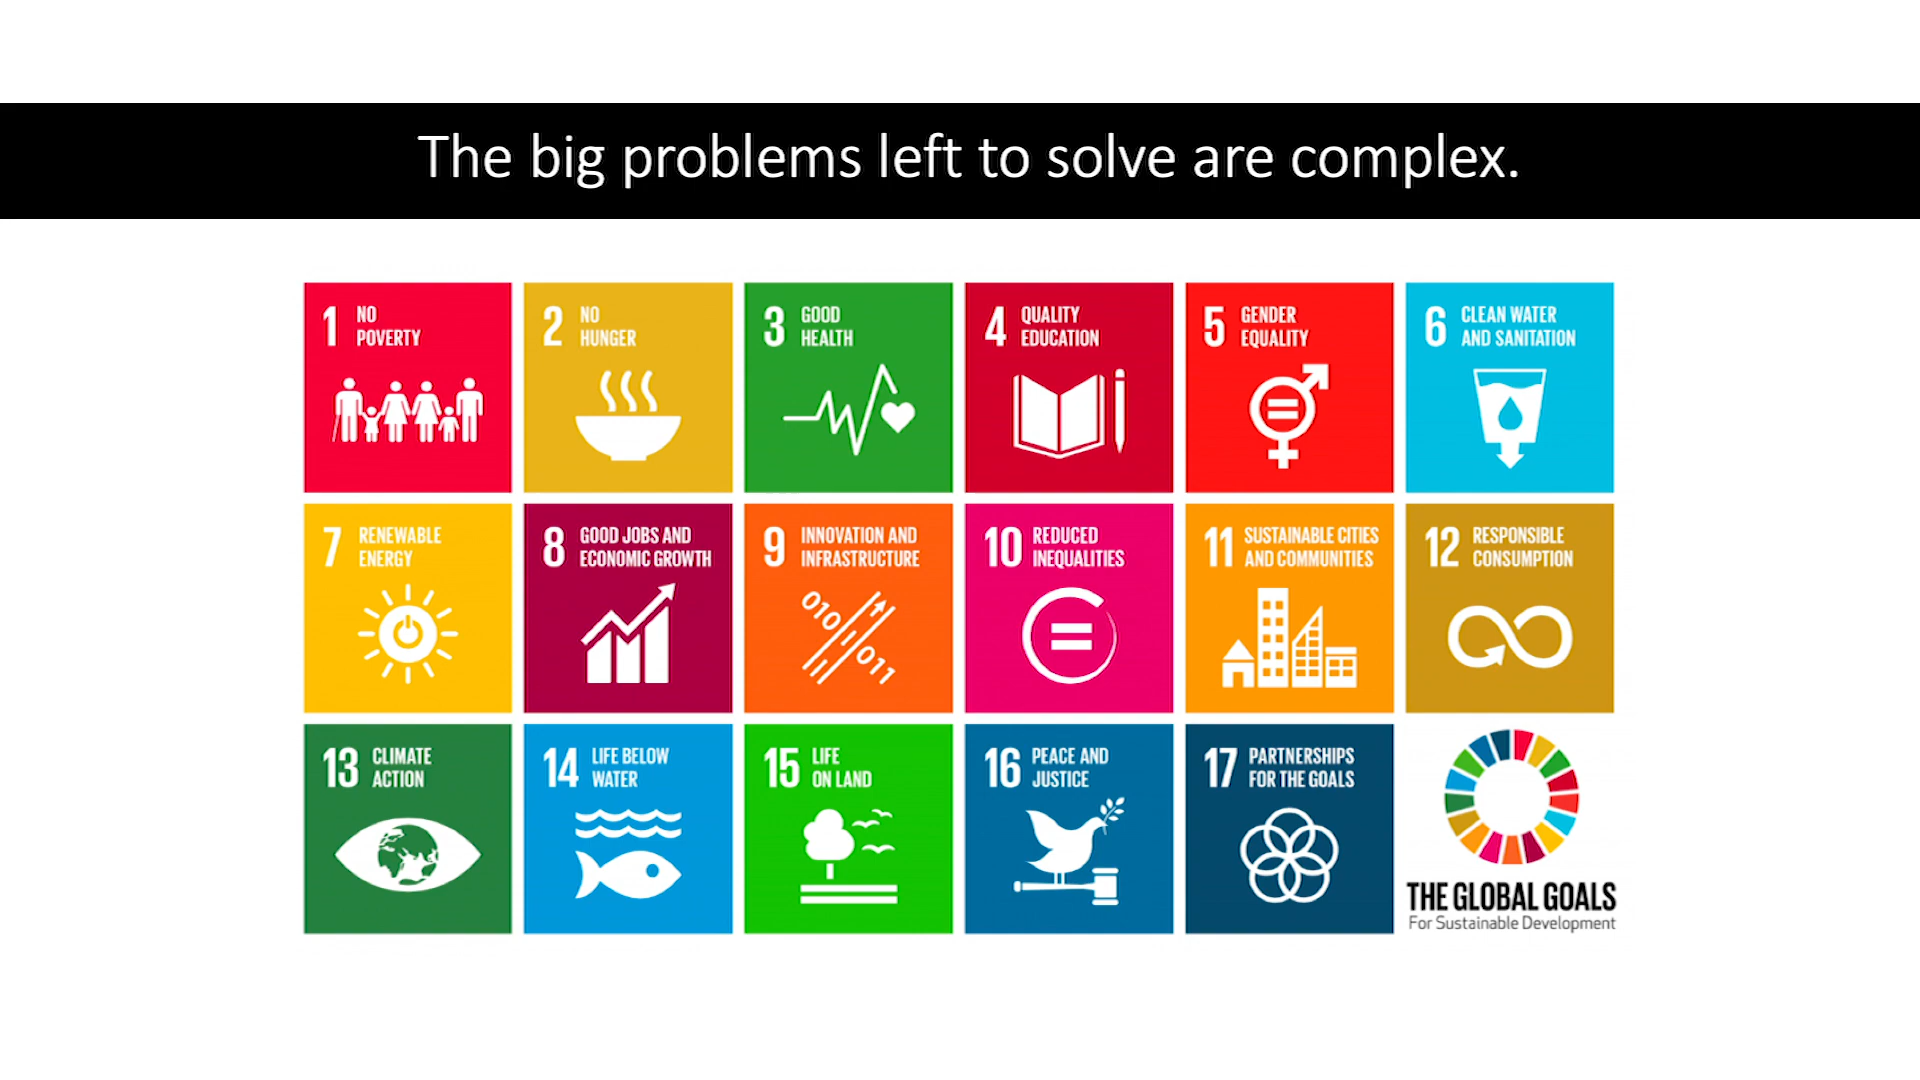 The big problems left to solve are complex.
1 NO
POVERTY
2 NO
HUNGER
3 GOOD
HEALTH
4 QUALITY
EDUCATION
5 GENDER
EQUALITY
6 CLEAN WATER
AND SANITATION
7 RENEWABLE
ENERGY
8 GOOD JOBS AND
ECONOMIC GROWTH
9 INNOVATION AND
INFRASTRUCTURE
010
011
10 REDUCED
INEQUALITIES
11 SUSTAINABLE CITIES
AND COMMUNITIES
12 RESPONSIBLE
CONSUMPTION
13 CLIMATE
ACTION
14 LIFE BELOW
WATER
15 LIFE
ON LAND
16 PEACE AND
JUSTICE
17 PARTNERSHIPS
FOR THE GOALS
THE GLOBAL GOALS
For Sustainable Development